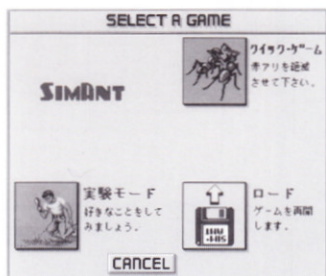 SELECT A GAME
SIMANT
クイック・ゲーム
赤アリを絶滅
させて下さい。
実験モード
好きなことをして
みましょう。
ロード
ゲームを再開
します。
CANCEL